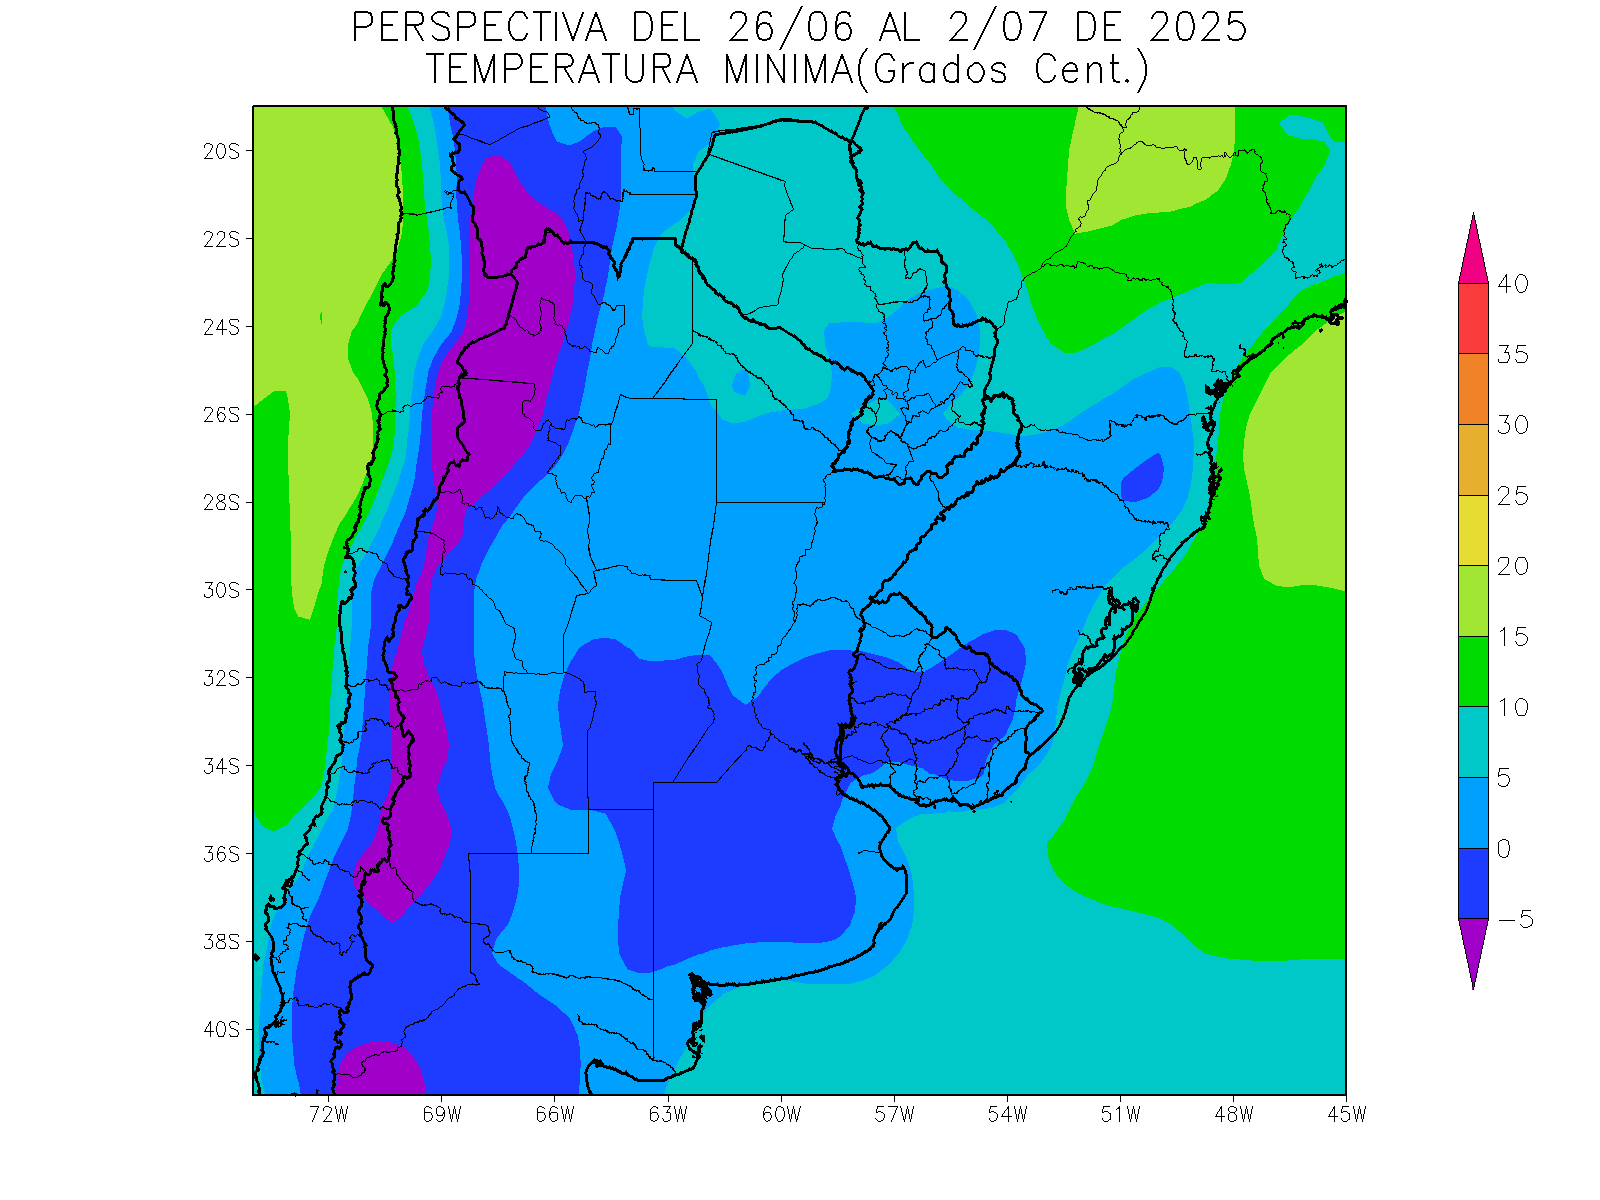 PERSPECTIVA DEL 26/06 AL 2/07 DE 2025
TEMPERATURA MINIMA(Grados Cent.)
20S
22S
24S
26S
28S
30S
32S
34S
36S
38S
40S
72W 69W 66W 63W 60W 57W 54W 51W 48W 45W
40
35
30
25
20
15
10
5
0
−5